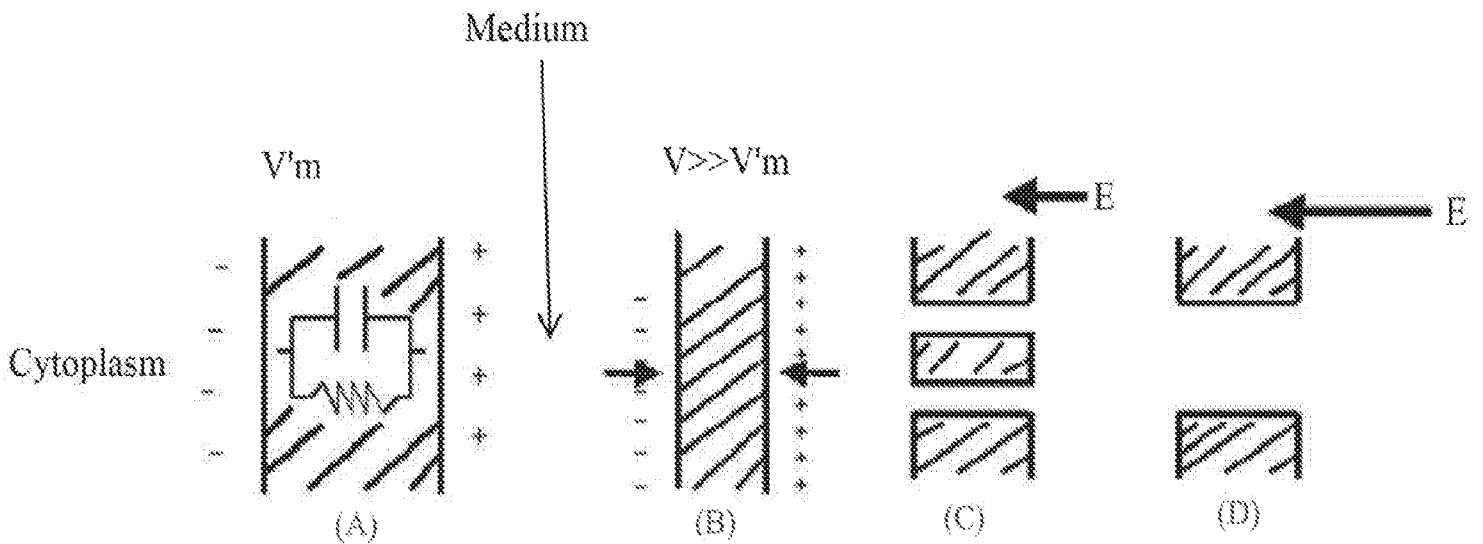 Medium
V'm
V>>V'm
E
E
Cytoplasm
(A)
(B)
(C)
(D)